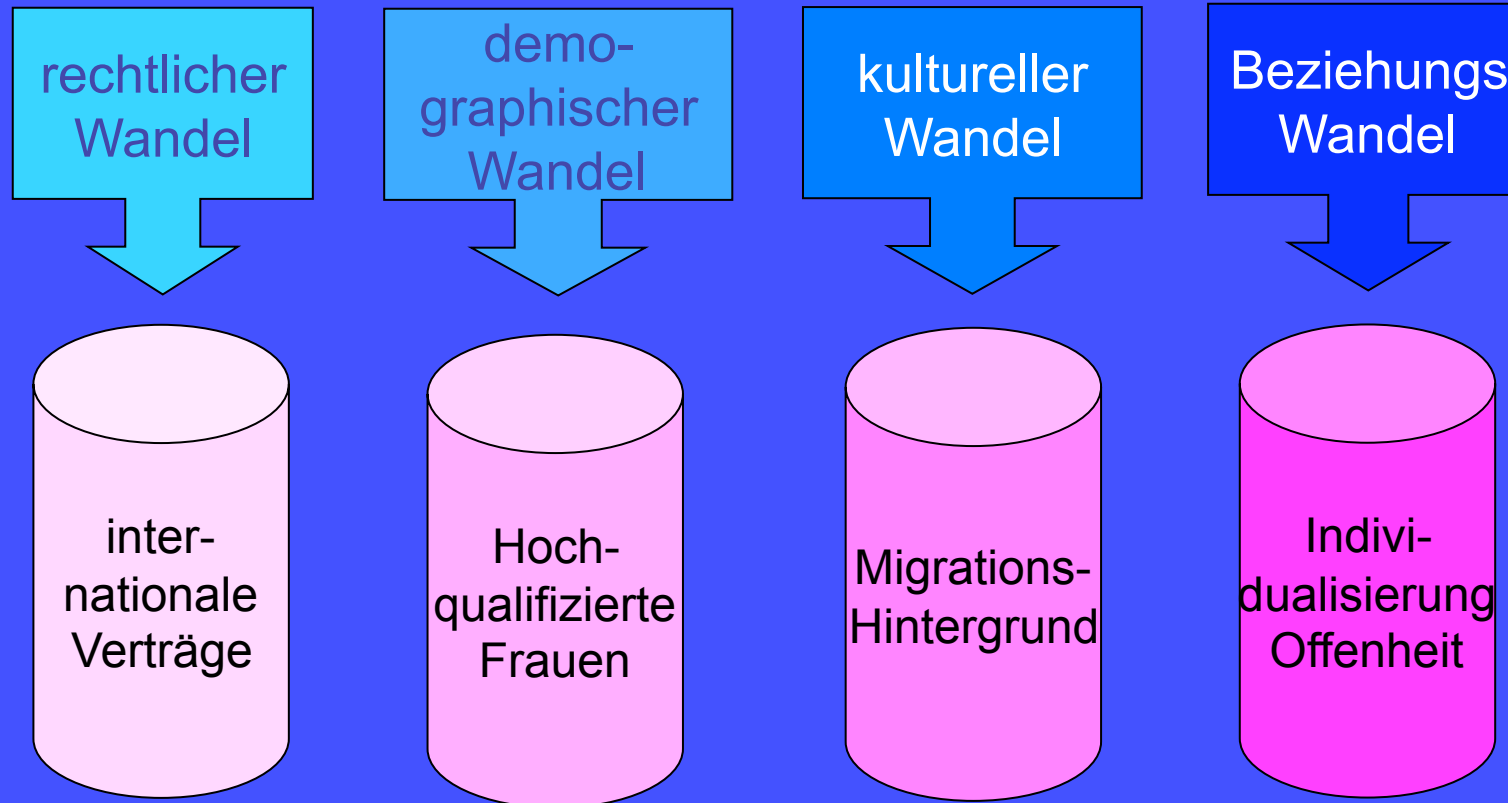 rechtlicher
Wandel
demo-
graphischer
Wandel
kultureller
Wandel
Beziehungs
Wandel
inter-
nationale
Verträge
Hoch-
qualifizierte
Frauen
Migrations-
Hintergrund
Indivi-
dualisierung
Offenheit